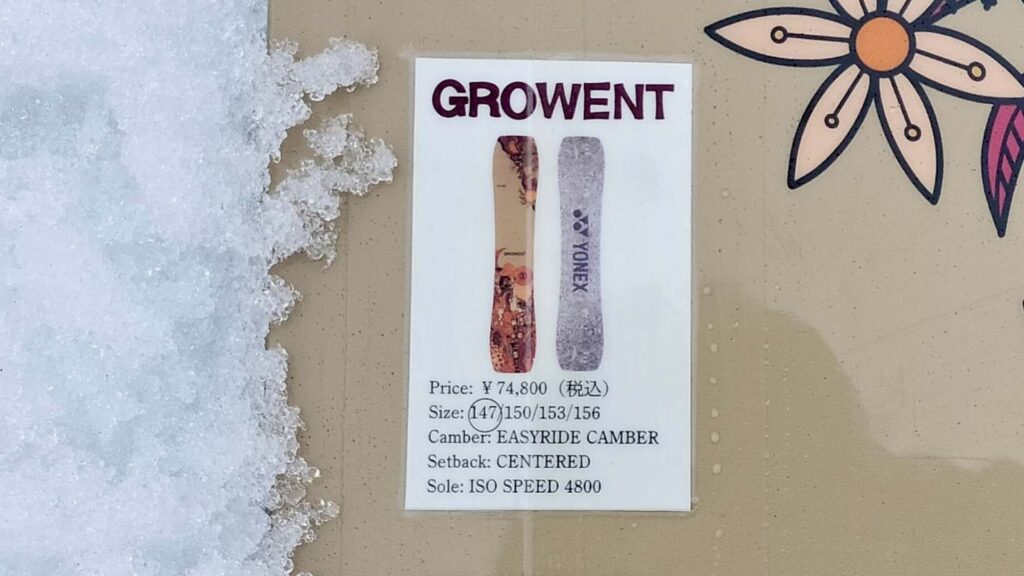 GROWENT
YONEX
Price: ¥74,800（税込）
Size: 147/150/153/156
Camber: EASYRIDE CAMBER
Setback: CENTERED
Sole: ISO SPEED 4800